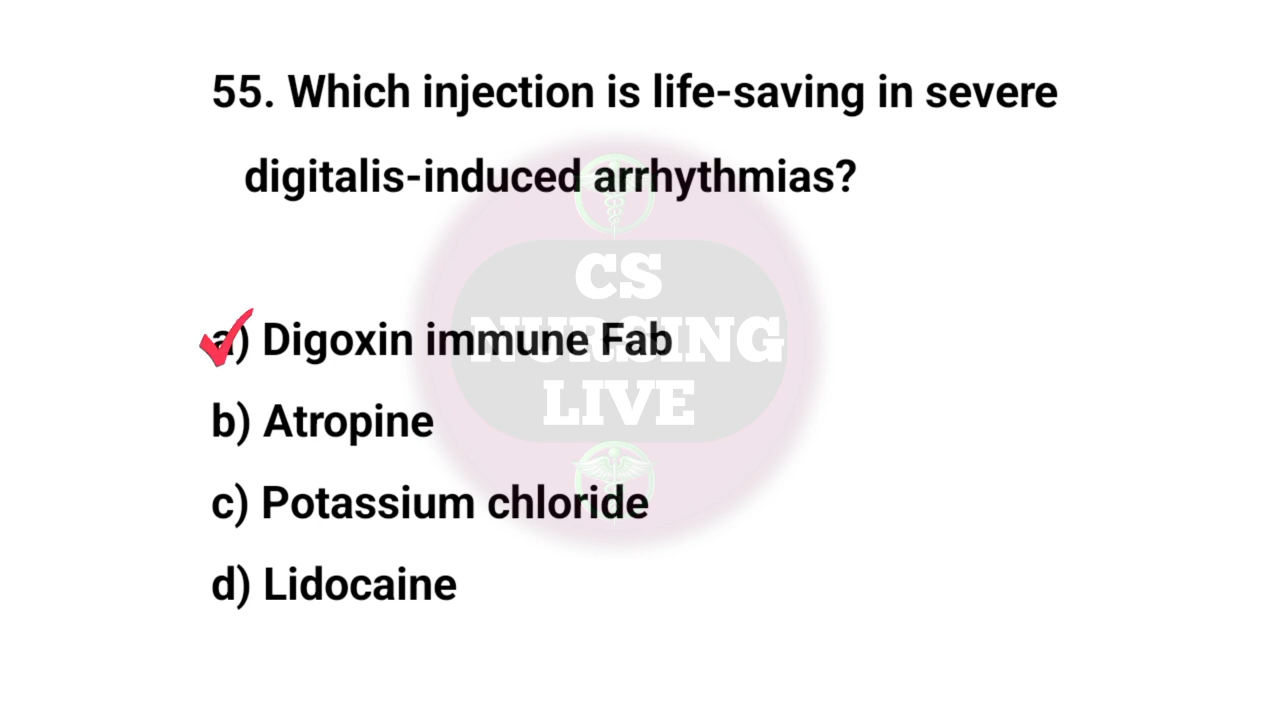 55. Which injection is life-saving in severe
digitalis-induced arrhythmias?
CS
NURSING
LIVE
a) Digoxin immune Fab
b) Atropine
c) Potassium chloride
d) Lidocaine